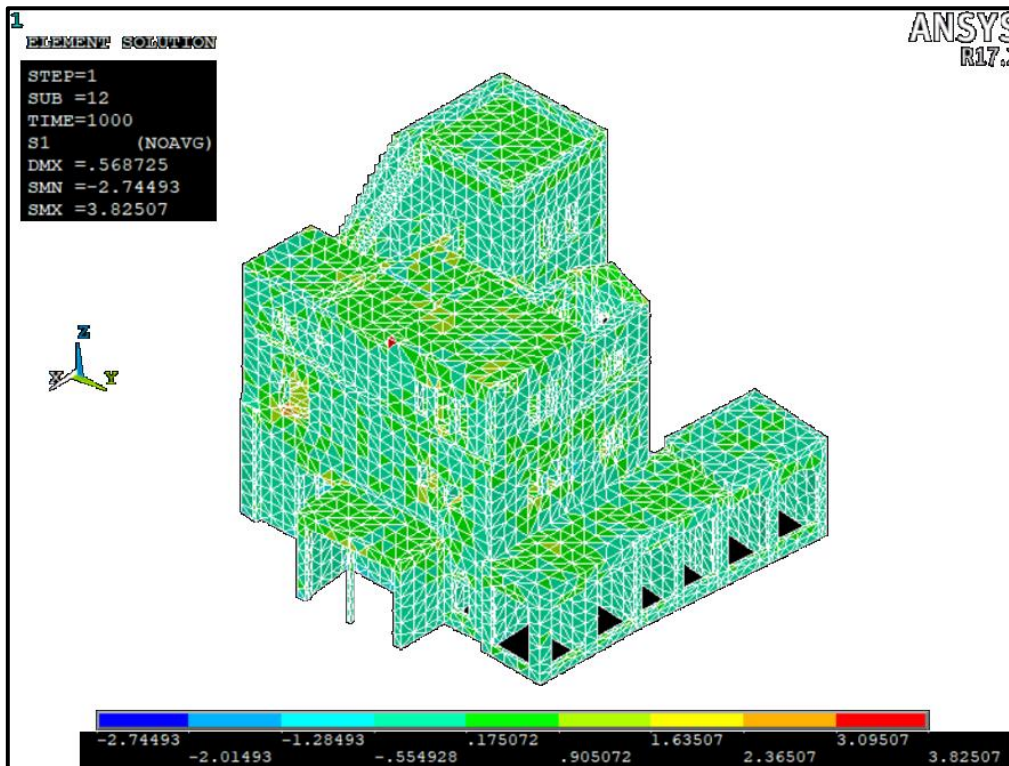 1
ELEMENT SOLUTION
ANSYS
R17.
STEP=1
SUB =12
TIME=1000
S1 (NOAVG)
DMX =.568725
SMN =-2.74493
SMX =3.82507
Z
X Y
-2.74493 -1.28493 .175072 1.63507 3.09507
-2.01493 -.554928 .905072 2.36507 3.82507